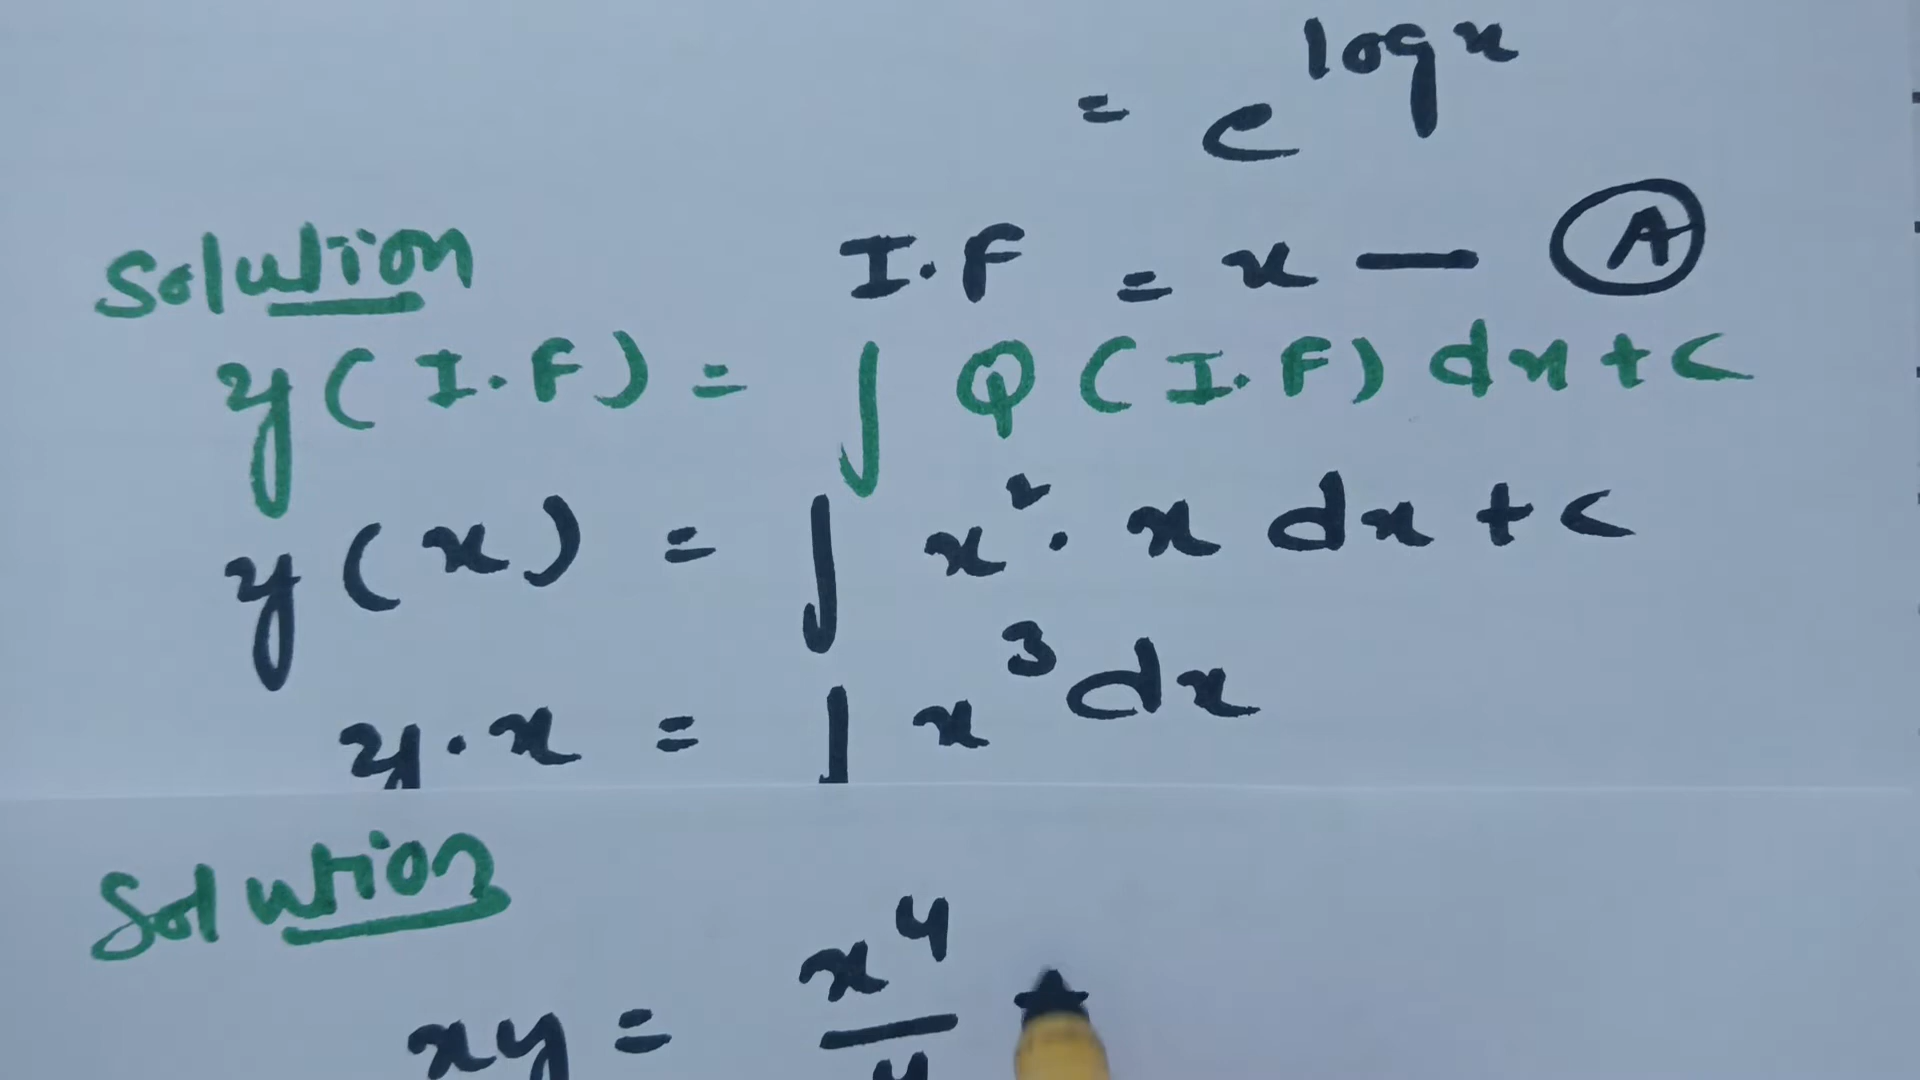 = e^{log x}
Solution I.F = x — (A)
y(I.F) = ∫ Q (I.F) dx + c
y(x) = ∫ x². x dx + c
y.x = ∫ x³ dx
Solution
xy = x⁴/4